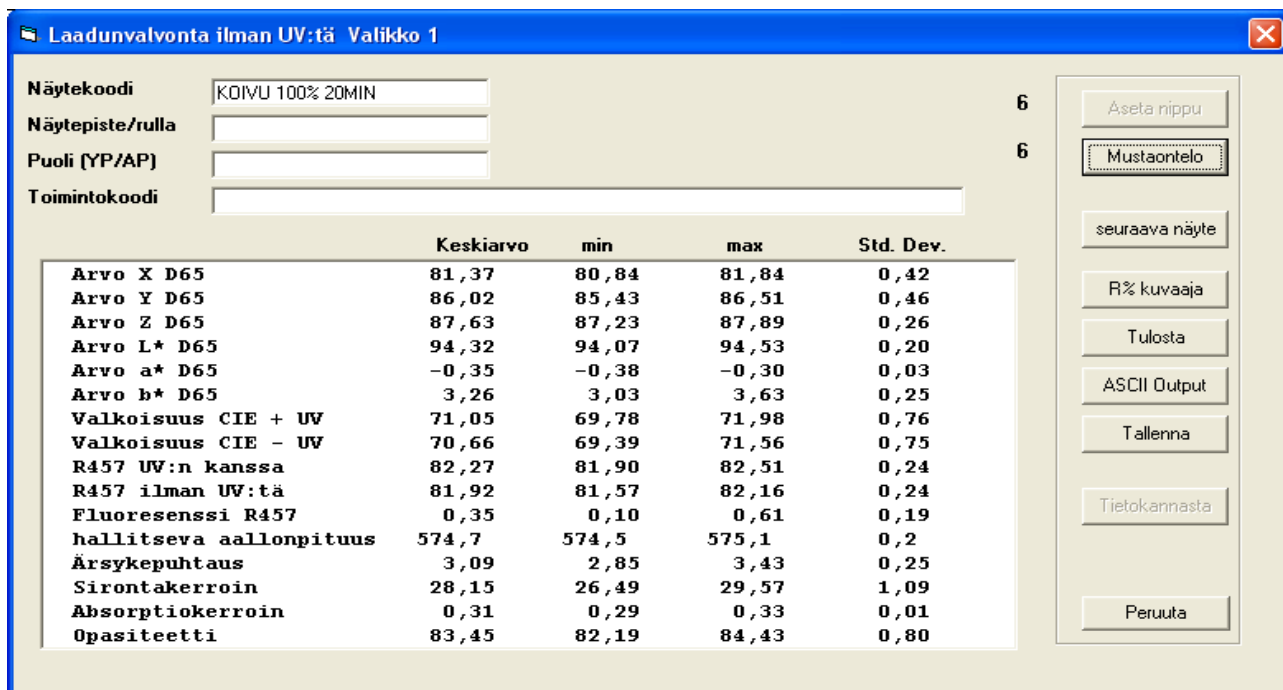 Laadunvalvonta ilman UV:tä Valikko 1
Näytekoodi KOIVU 100% 20MIN
Näytepiste/rulla
Puoli (YP/AP)
Toimintokoodi
6
6
Aseta nippu
Mustaontelo
seuraava näyte
R% kuvaaja
Tulosta
ASCII Output
Tallenna
Tietokannasta
Peruuta
Keskiarvo min max Std. Dev.
Arvo X D65 81,37 80,84 81,84 0,42
Arvo Y D65 86,02 85,43 86,51 0,46
Arvo Z D65 87,63 87,23 87,89 0,26
Arvo L* D65 94,32 94,07 94,53 0,20
Arvo a* D65 -0,35 -0,38 -0,30 0,03
Arvo b* D65 3,26 3,03 3,63 0,25
Valkoisuus CIE + UV 71,05 69,78 71,98 0,76
Valkoisuus CIE - UV 70,66 69,39 71,56 0,75
R457 UV:n kanssa 82,27 81,90 82,51 0,24
R457 ilman UV:tä 81,92 81,57 82,16 0,24
Fluoresenssi R457 0,35 0,10 0,61 0,19
hallitseva aallonpituus 574,7 574,5 575,1 0,2
Ärsykepuhtaus 3,09 2,85 3,43 0,25
Sirontakerroin 28,15 26,49 29,57 1,09
Absorptiokerroin 0,31 0,29 0,33 0,01
Opasiteetti 83,45 82,19 84,43 0,80